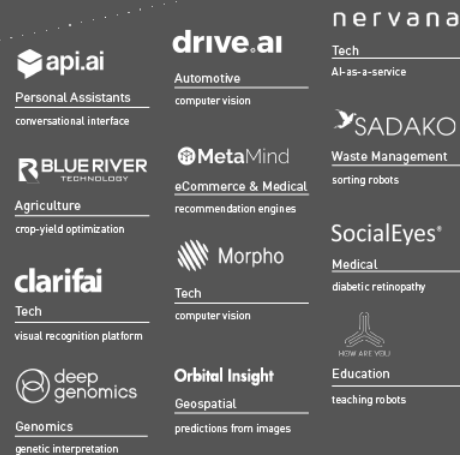 api.ai
Personal Assistants
conversational interface
BLUE RIVER
TECHNOLOGY
Agriculture
crop-yield optimization
clarifai
Tech
visual recognition platform
deep
genomics
Genomics
genetic interpretation
drive.ai
Automotive
computer vision
MetaMind
eCommerce & Medical
recommendation engines
Morpho
Tech
computer vision
Orbital Insight
Geospatial
predictions from images
nervana
Tech
AI-as-a-service
SADAKO
Waste Management
sorting robots
SocialEyes®
Medical
diabetic retinopathy
HOW ARE YOU
Education
teaching robots